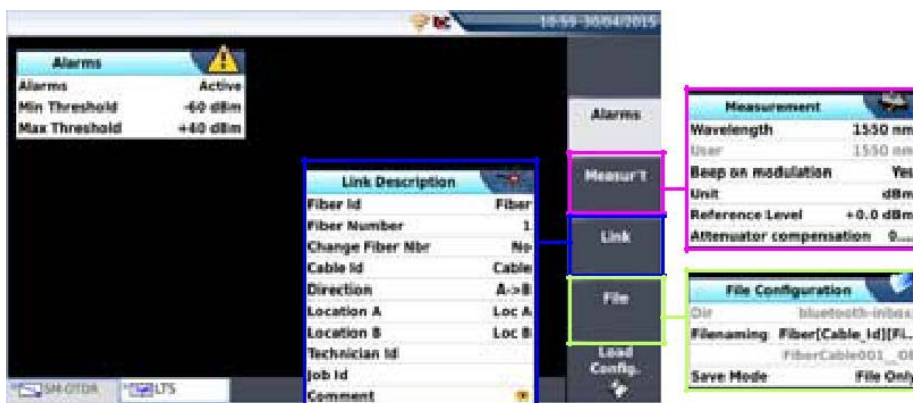 10:59 30/04/2015
Alarms
Alarms Active
Min Threshold -60 dBm
Max Threshold +40 dBm
Alarms
Measur't
Link
File
Load
Config.
Link Description
Fiber Id Fiber
Fiber Number 1
Change Fiber Nbr No
Cable Id Cable
Direction A->B
Location A Loc A
Location B Loc B
Technician Id
Job Id
Comment
Measurement
Wavelength 1550 nm
User 1550 nm
Beep on modulation Yes
Unit dBm
Reference Level +0.0 dBm
Attenuator compensation 0....
File Configuration
Dir bluetooth-inbox
Filenaming Fiber[Cable_Id][Fi...
FiberCable001_
Save Mode File Only
SM-OTDR
LTS